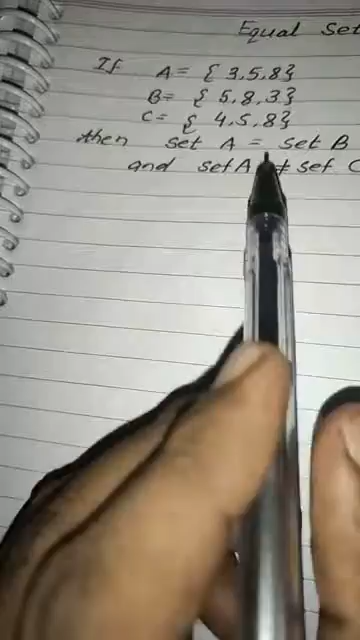 Equal Set
If A = { 3, 5, 8 }
B = { 5, 8, 3 }
C = { 4, 5, 8 }
then set A = set B
and set A ≠ set C